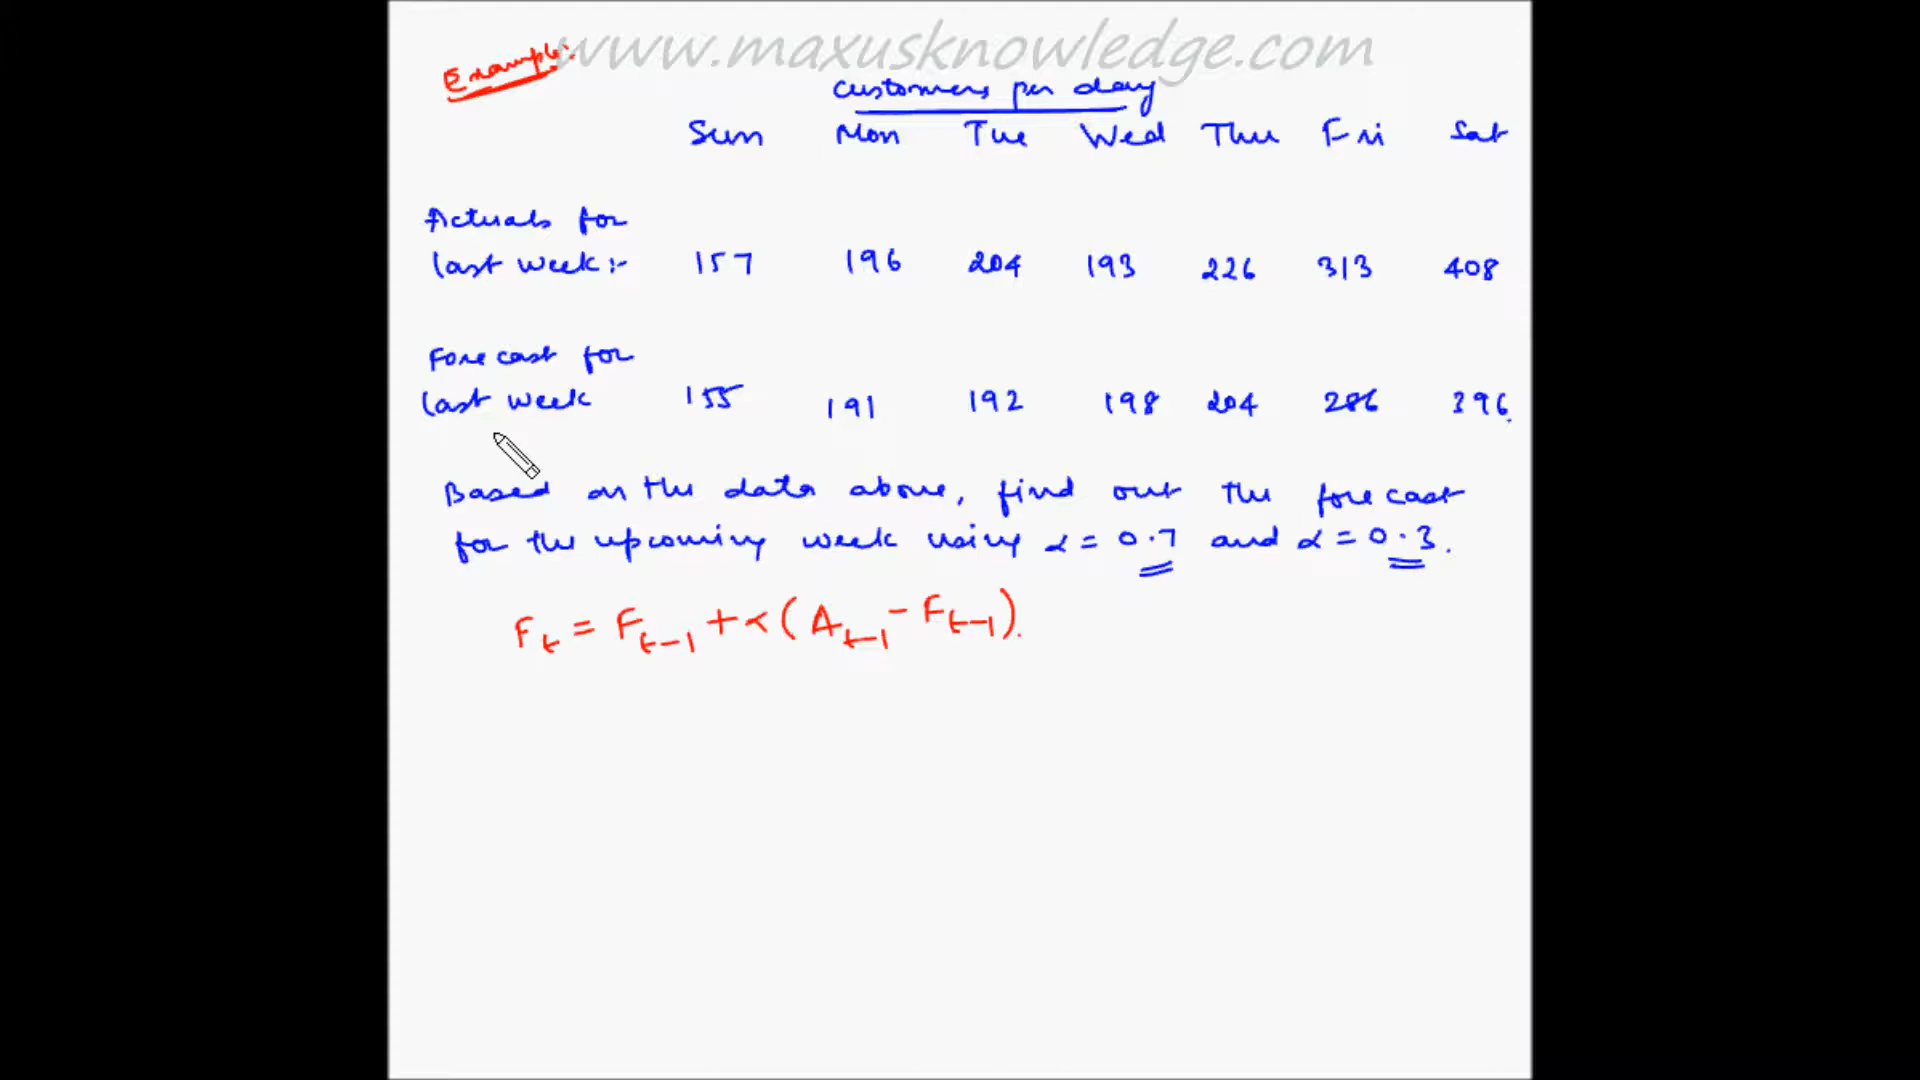 www.maxusknowledge.com
Example:
Customers per day
Sun Mon Tue Wed Thu Fri Sat
Actuals for
last week:- 157 196 204 193 226 313 408
Forecast for
last week 155 191 192 198 204 286 396.
Based on the data above, find out the forecast
for the upcoming week using α = 0.7 and α = 0.3.
Fₜ = Fₜ₋₁ + α (Aₜ₋₁ - Fₜ₋₁).